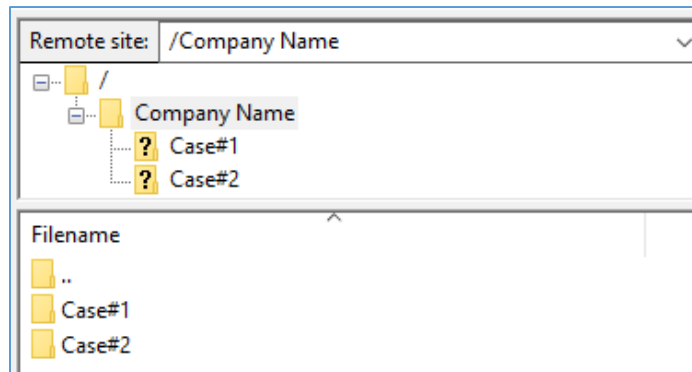 Remote site: /Company Name
/
Company Name
? Case#1
? Case#2
Filename
..
Case#1
Case#2